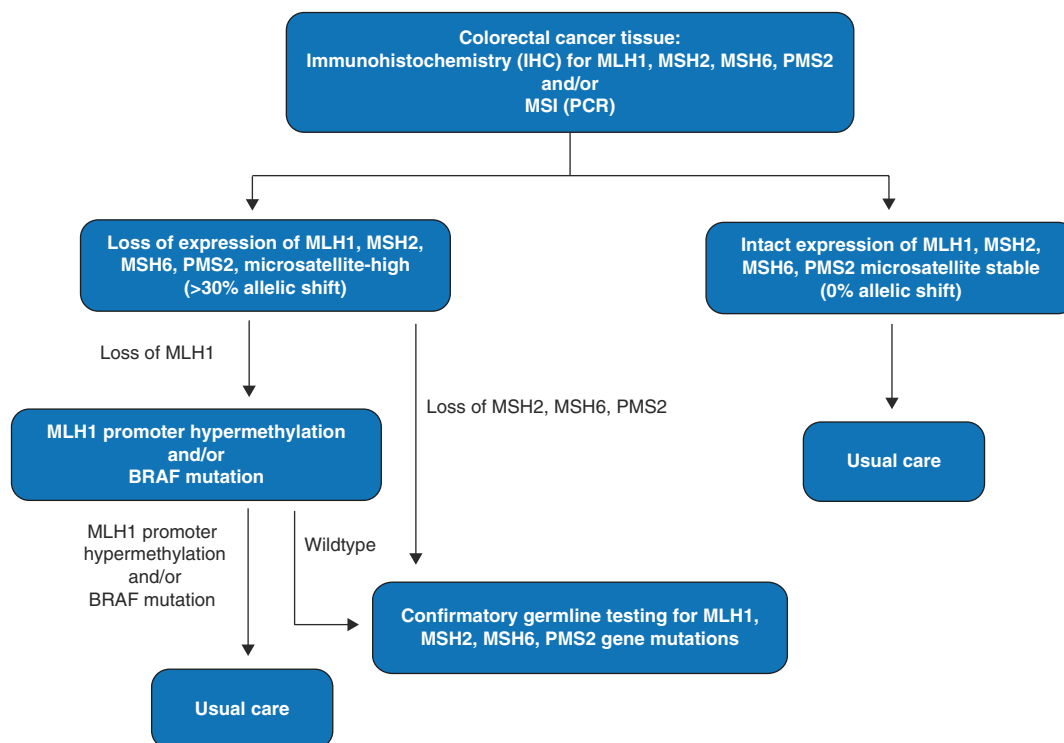 Colorectal cancer tissue:
Immunohistochemistry (IHC) for MLH1, MSH2, MSH6, PMS2
and/or
MSI (PCR)
Loss of expression of MLH1, MSH2,
MSH6, PMS2, microsatellite-high
(>30% allelic shift)
Intact expression of MLH1, MSH2,
MSH6, PMS2 microsatellite stable
(0% allelic shift)
Loss of MLH1
Loss of MSH2, MSH6, PMS2
MLH1 promoter hypermethylation
and/or
BRAF mutation
Usual care
MLH1 promoter
hypermethylation
and/or
BRAF mutation
Wildtype
Confirmatory germline testing for MLH1,
MSH2, MSH6, PMS2 gene mutations
Usual care